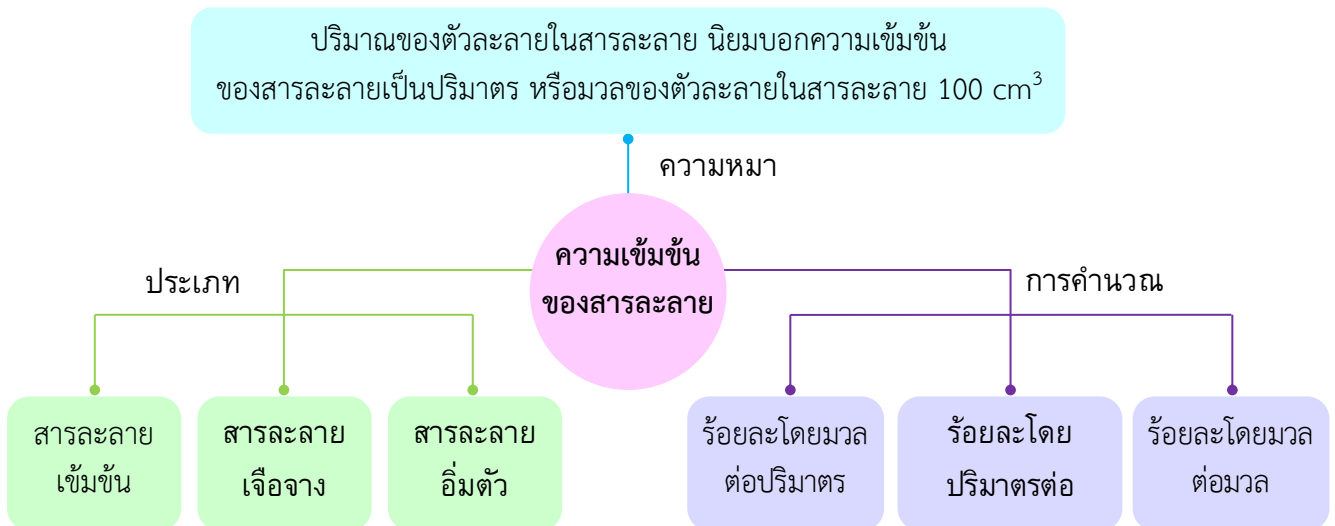 ปริมาณของตัวละลายในสารละลาย นิยมบอกความเข้มข้น
ของสารละลายเป็นปริมาตร หรือมวลของตัวละลายในสารละลาย 100 cm³
ความหมา
ความเข้มข้น
ของสารละลาย
ประเภท
การคำนวณ
สารละลาย
เข้มข้น
สารละลาย
เจือจาง
สารละลาย
อิ่มตัว
ร้อยละโดยมวล
ต่อปริมาตร
ร้อยละโดย
ปริมาตรต่อ
ร้อยละโดยมวล
ต่อมวล